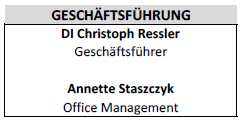 GESCHÄFTSFÜHRUNG
DI Christoph Ressler
Geschäftsführer
Annette Staszczyk
Office Management